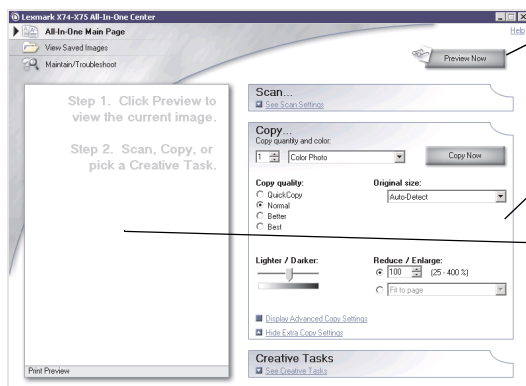 Lexmark X74-X75 All-In-One Center
All-In-One Main Page
Help
View Saved Images
Maintain/Troubleshoot
Preview Now
Step 1. Click Preview to
view the current image.
Step 2. Scan, Copy, or
pick a Creative Task.
Print Preview
Scan...
See Scan Settings
Copy...
Copy quantity and color:
1
Color Photo
Copy Now
Copy quality:
QuickCopy
Normal
Better
Best
Original size:
Auto-Detect
Lighter / Darker:
Reduce / Enlarge:
100 (25 - 400 %)
Fit to page
Display Advanced Copy Settings
Hide Extra Copy Settings
Creative Tasks
See Creative Tasks